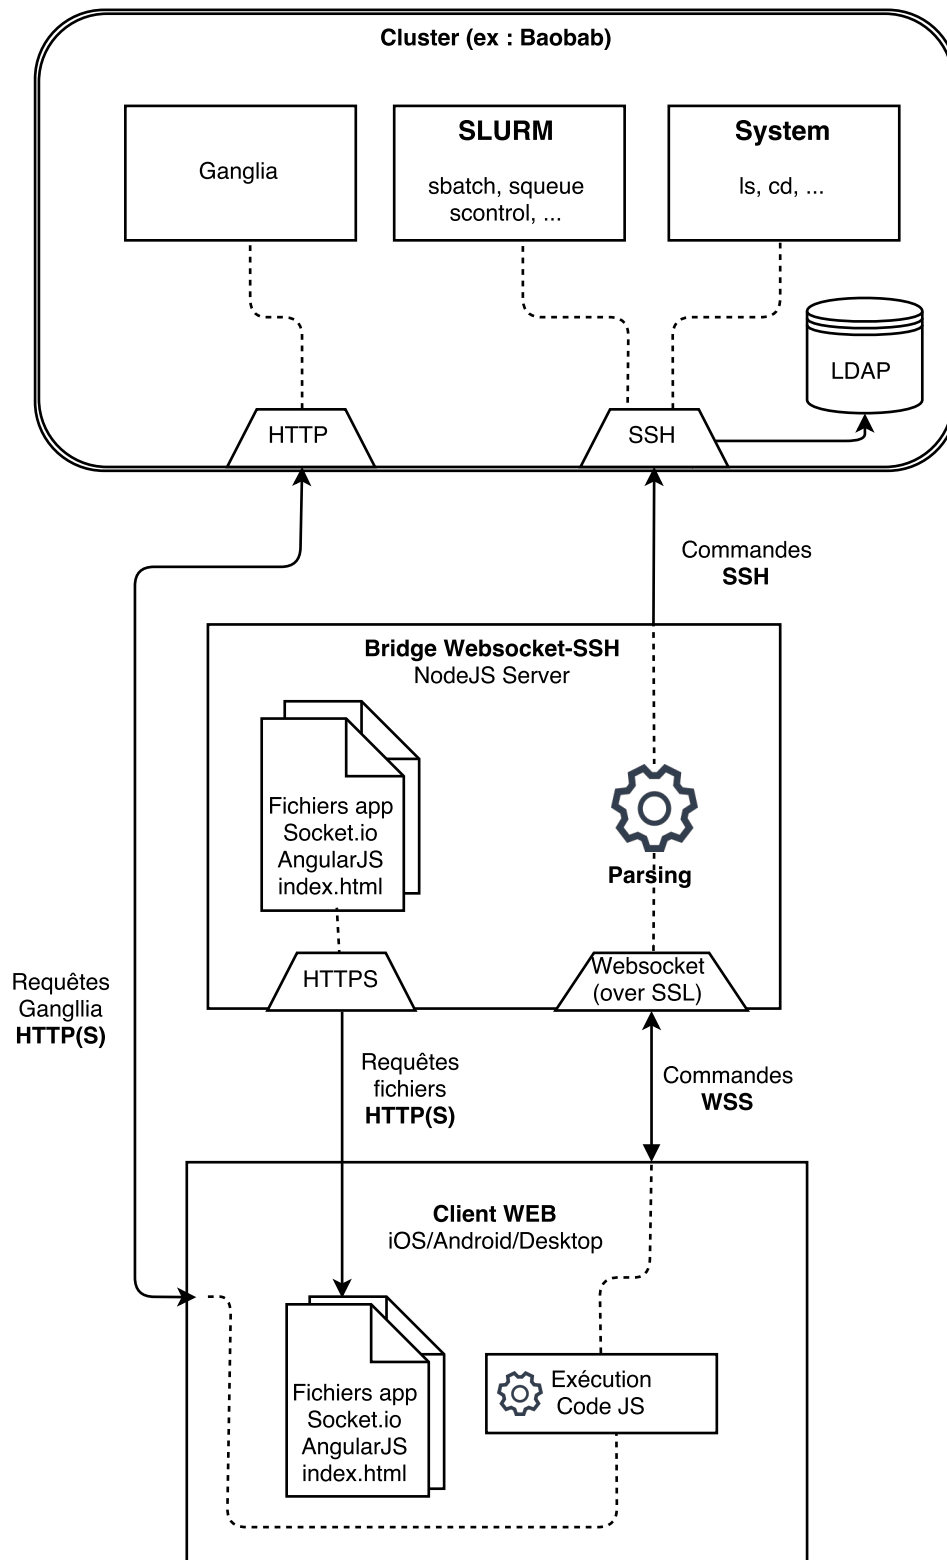 Cluster (ex : Baobab)
Ganglia
SLURM
sbatch, squeue
scontrol, ...
System
ls, cd, ...
LDAP
HTTP
SSH
Commandes
SSH
Bridge Websocket-SSH
NodeJS Server
Fichiers app
Socket.io
AngularJS
index.html
Parsing
HTTPS
Websocket
(over SSL)
Requêtes
Gangllia
HTTP(S)
Requêtes
fichiers
HTTP(S)
Commandes
WSS
Client WEB
iOS/Android/Desktop
Fichiers app
Socket.io
AngularJS
index.html
Exécution
Code JS